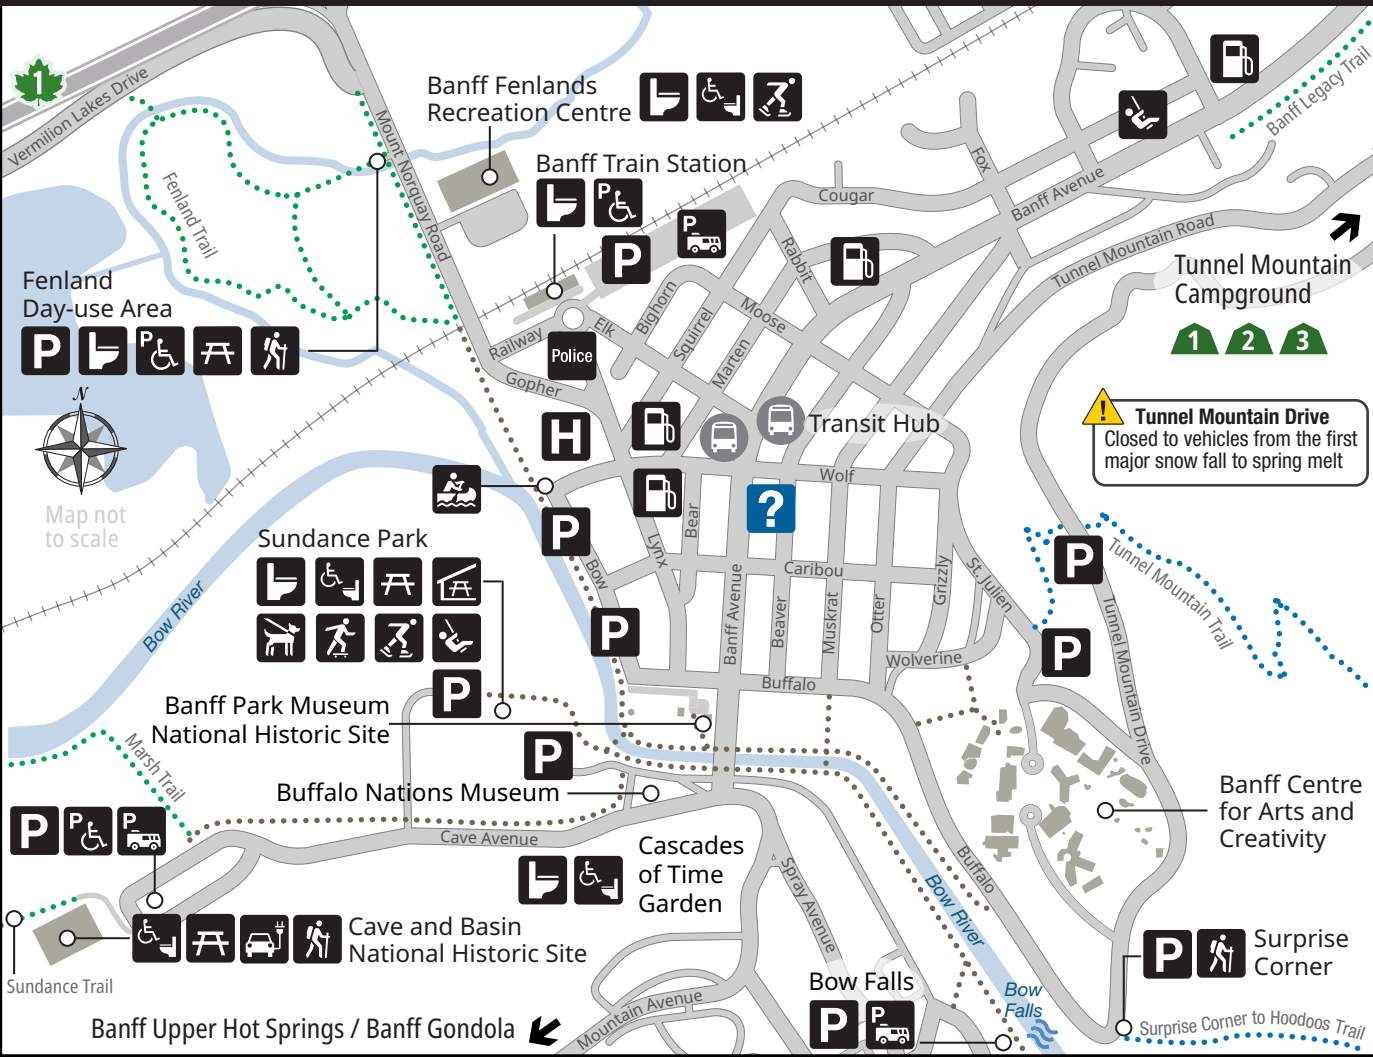 1
Vermilion Lakes Drive
Banff Fenlands
Recreation Centre
Banff Legacy Trail
Mount Norquay Road
Banff Train Station
P
P
P
Fox
Cougar
Banff Avenue
Fenland Trail
Tunnel Mountain Road
Rabbit
Tunnel Mountain
Campground
1 2 3
Fenland
Day-use Area
P
P
Bighorn
Squirrel
Moose
Marten
Elk
Railway
Police
Gopher
N
Map not
to scale
H
Transit Hub
! Tunnel Mountain Drive
Closed to vehicles from the first
major snow fall to spring melt
Wolf
?
Bear
P
Lynx
Bow
Sundance Park
Caribou
Banff Avenue
Beaver
Muskrat
Otter
Grizzly
St. Julien
P
Tunnel Mountain Trail
Tunnel Mountain Drive
Bow River
P
P
Wolverine
Buffalo
P
Banff Park Museum
National Historic Site
P
Marsh Trail
Buffalo Nations Museum
Banff Centre
for Arts and
Creativity
P
P
P
Cave Avenue
Cascades
of Time
Garden
Spray Avenue
Buffalo
Bow River
Cave and Basin
National Historic Site
Sundance Trail
Surprise
Corner
P
Bow Falls
P
P
Bow
Falls
Mountain Avenue
Banff Upper Hot Springs / Banff Gondola
Surprise Corner to Hoodoos Trail